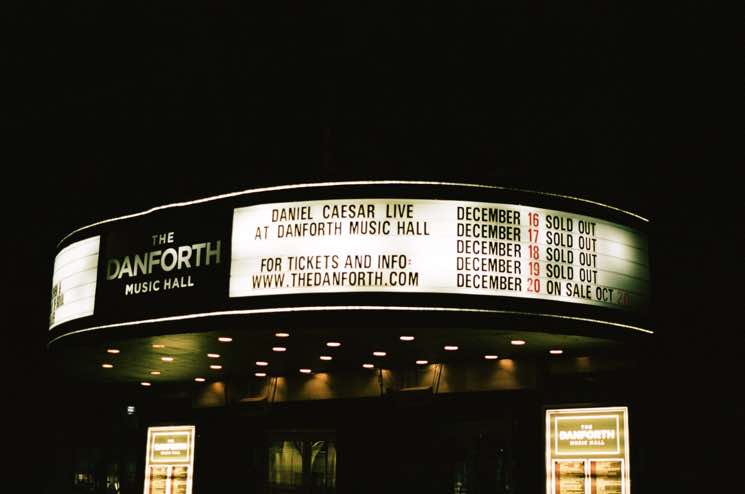 THE
DANFORTH
MUSIC HALL
DANIEL CAESAR LIVE
AT DANFORTH MUSIC HALL
FOR TICKETS AND INFO:
WWW.THEDANFORTH.COM
DECEMBER 16 SOLD OUT
DECEMBER 17 SOLD OUT
DECEMBER 18 SOLD OUT
DECEMBER 19 SOLD OUT
DECEMBER 20 ON SALE OCT
THE
DANFORTH
MUSIC HALL
THE
DANFORTH
MUSIC HALL